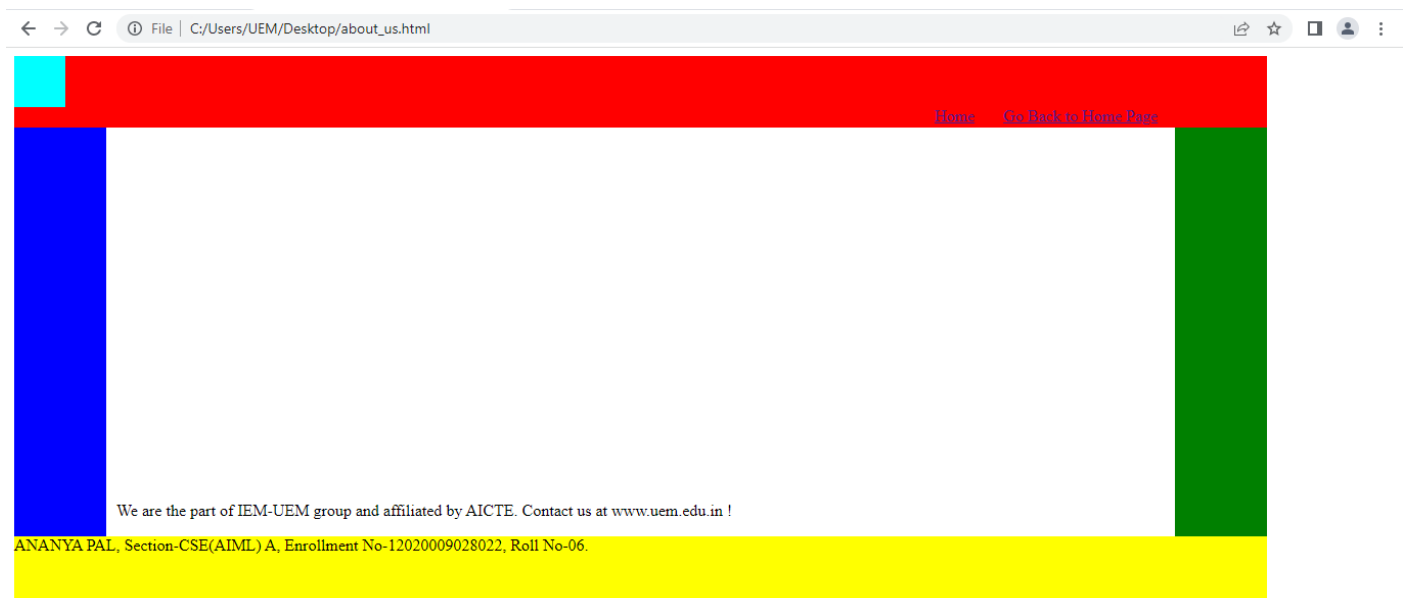 File | C:/Users/UEM/Desktop/about_us.html
Home Go Back to Home Page
We are the part of IEM-UEM group and affiliated by AICTE. Contact us at www.uem.edu.in !
ANANYA PAL, Section-CSE(AIML) A, Enrollment No-12020009028022, Roll No-06.